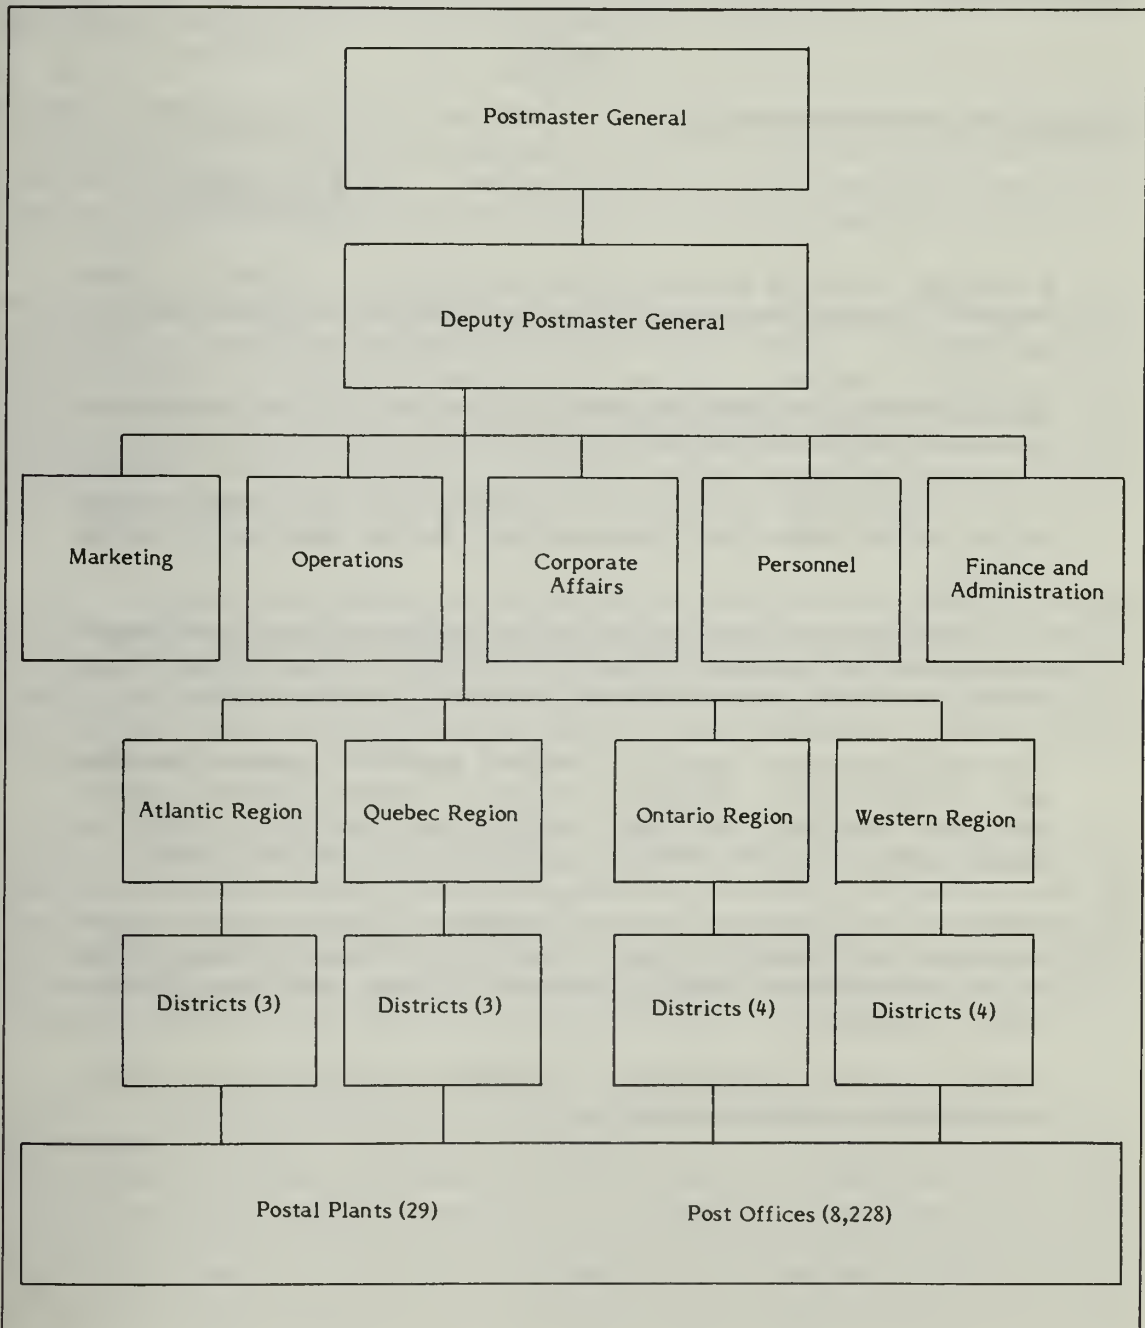 Postmaster General
Deputy Postmaster General
Marketing
Operations
Corporate
Affairs
Personnel
Finance and
Administration
Atlantic Region
Quebec Region
Ontario Region
Western Region
Districts (3)
Districts (3)
Districts (4)
Districts (4)
Postal Plants (29)
Post Offices (8,228)